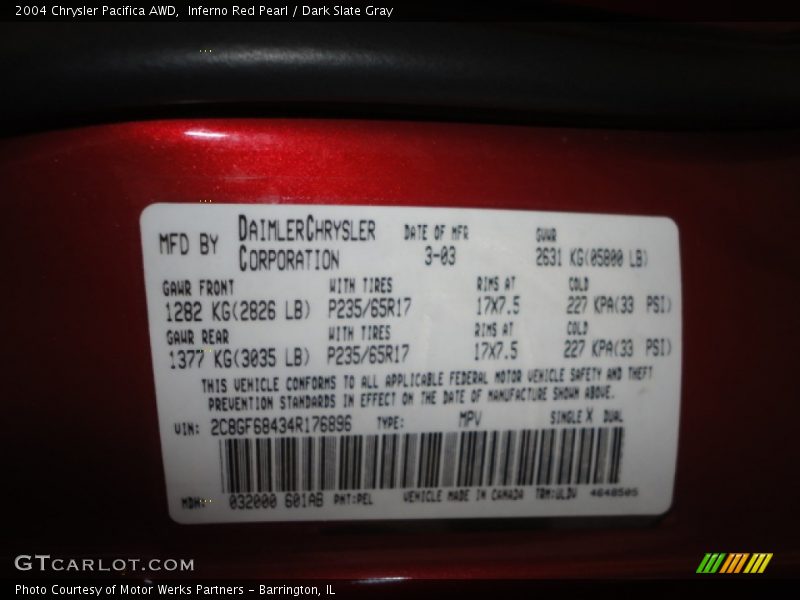 2004 Chrysler Pacifica AWD,  Inferno Red Pearl / Dark Slate Gray
MFD BY DAIMLERCHRYSLER CORPORATION DATE OF MFR 3-03 GVWR 2631 KG(05800 LB)
GAWR FRONT WITH TIRES RIMS AT COLD
1282 KG(2826 LB) P235/65R17 17X7.5 227 KPA(33 PSI)
GAWR REAR WITH TIRES RIMS AT COLD
1377 KG(3035 LB) P235/65R17 17X7.5 227 KPA(33 PSI)
THIS VEHICLE CONFORMS TO ALL APPLICABLE FEDERAL MOTOR VEHICLE SAFETY AND THEFT
PREVENTION STANDARDS IN EFFECT ON THE DATE OF MANUFACTURE SHOWN ABOVE.
VIN: 2C8GF68434R176896 TYPE: MPV SINGLE X DUAL
MDH: 032000 601AB PNT:PEL VEHICLE MADE IN CANADA TRM:ULDV 4648505
GTCARLOT.COM
Photo Courtesy of Motor Werks Partners - Barrington, IL